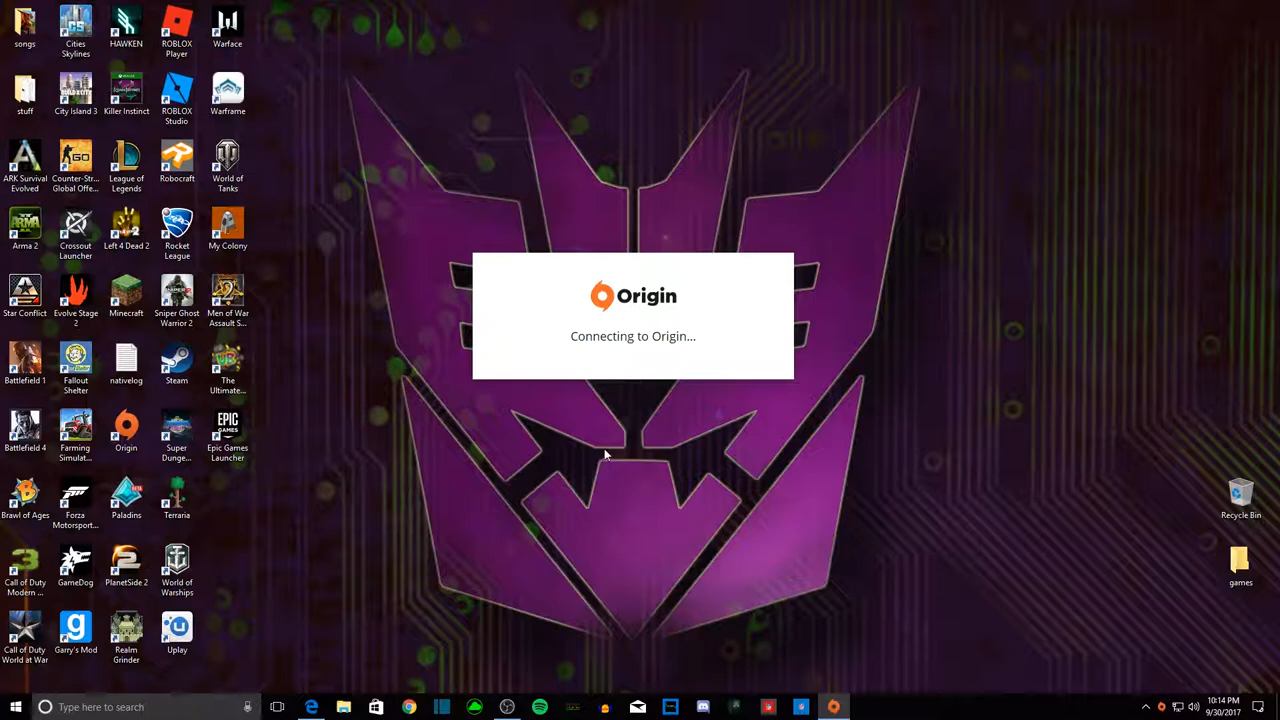 songs
Cities
Skylines
HAWKEN
ROBLOX
Player
Warface
stuff
City Island 3
Killer Instinct
ROBLOX
Studio
Warframe
ARK Survival
Evolved
Counter-Str...
Global Offe...
League of
Legends
Robocraft
World of
Tanks
Arma 2
Crossout
Launcher
Left 4 Dead 2
Rocket
League
My Colony
Star Conflict
Evolve Stage
2
Minecraft
Sniper Ghost
Warrior 2
Men of War
Assault S...
Battlefield 1
Fallout
Shelter
nativelog
Steam
The
Ultimate...
Battlefield 4
Farming
Simulat...
Origin
Super
Dunge...
Epic Games
Launcher
Brawl of Ages
Forza
Motorsport...
Paladins
Terraria
Call of Duty
Modern ...
GameDog
PlanetSide 2
World of
Warships
Call of Duty
World at War
Garry's Mod
Realm
Grinder
Uplay
Origin
Connecting to Origin...
Recycle Bin
games
Type here to search
10:14 PM
9/30/2017